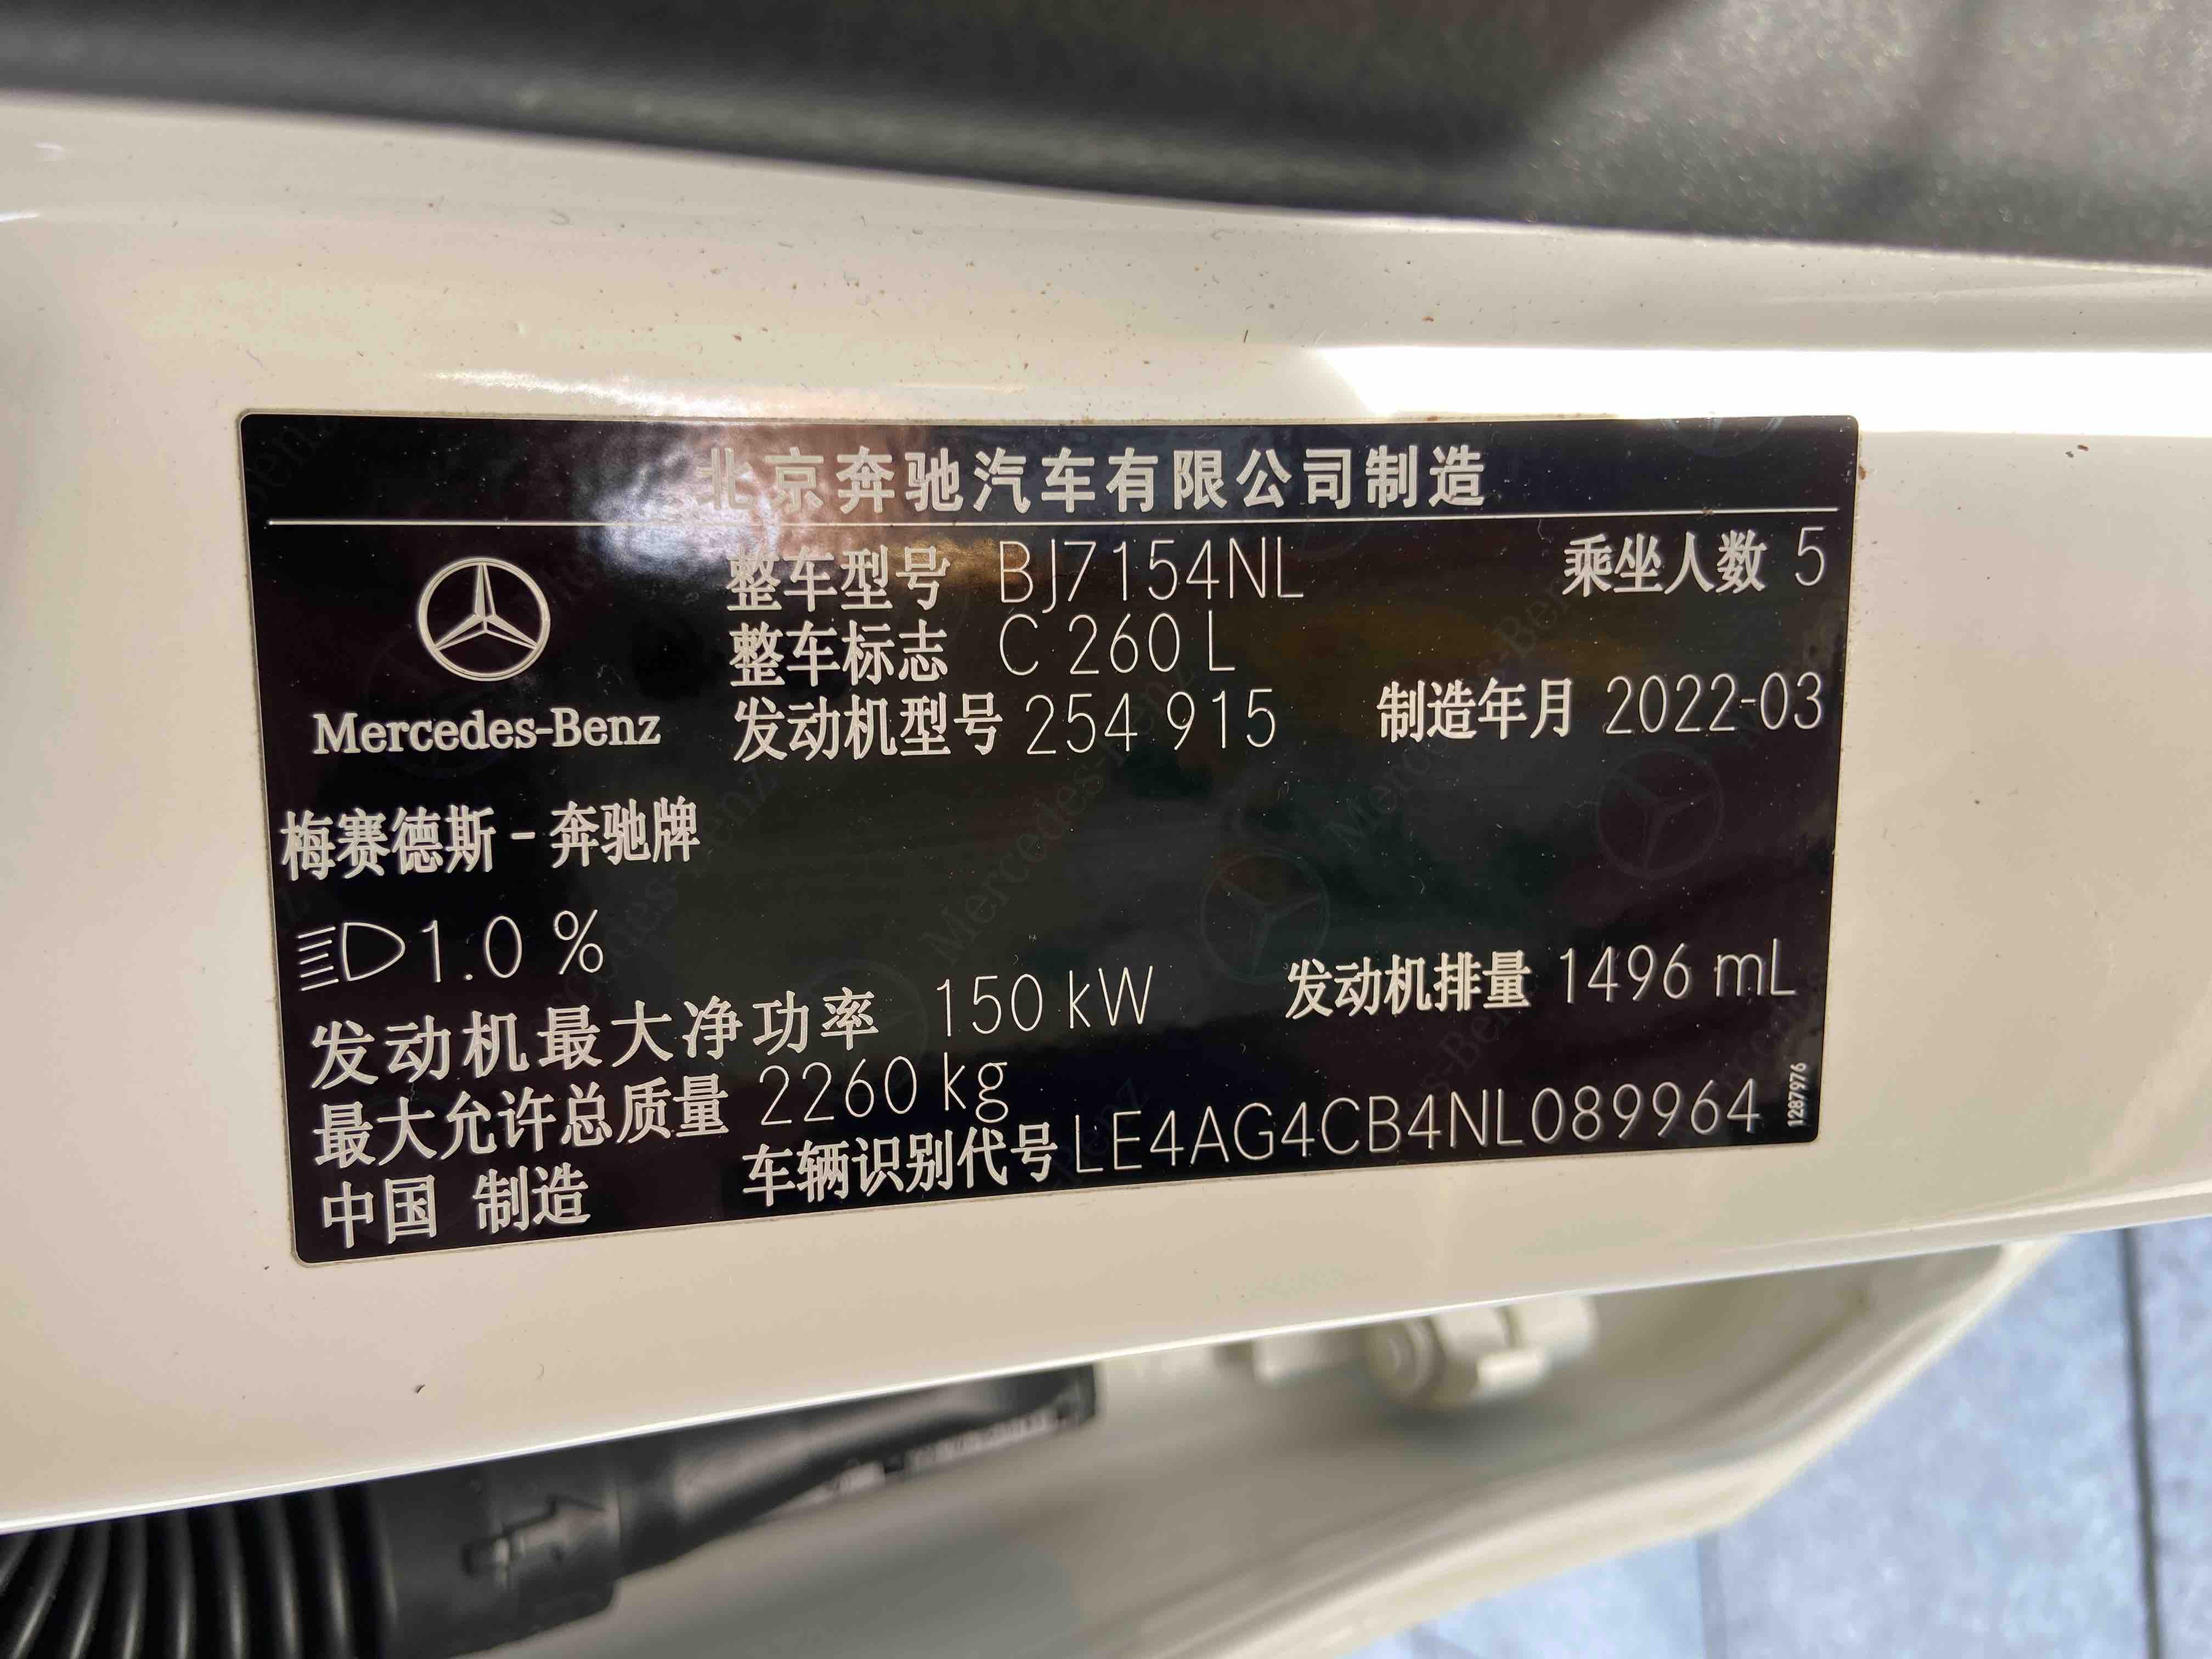 北京奔驰汽车有限公司制造
整车型号 BJ7154NL 乘坐人数 5
整车标志 C 260 L
发动机型号 254 915 制造年月 2022-03
Mercedes-Benz
梅赛德斯-奔驰牌
1.0 %
发动机最大净功率 150 kW 发动机排量 1496 mL
最大允许总质量 2260 kg
中国 制造 车辆识别代号 LE4AG4CB4NL089964
1287976